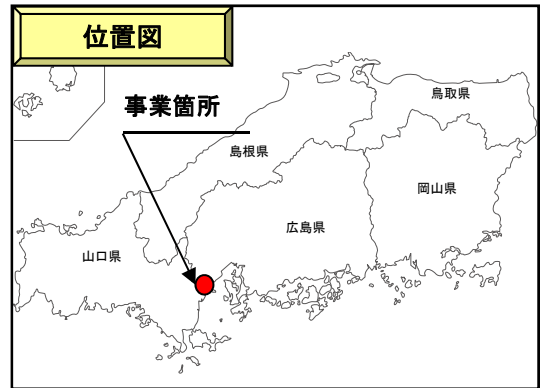 位置図
事業箇所
鳥取県
島根県
岡山県
広島県
山口県